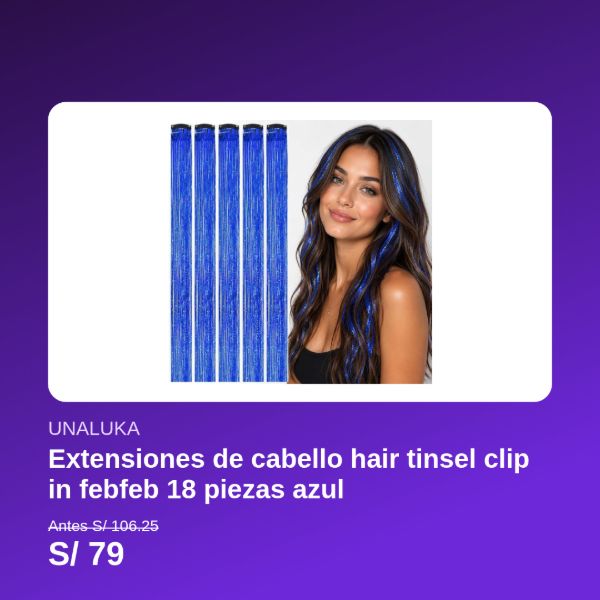 UNALUKA
Extensiones de cabello hair tinsel clip
in febfeb 18 piezas azul
Antes S/ 106.25
S/ 79